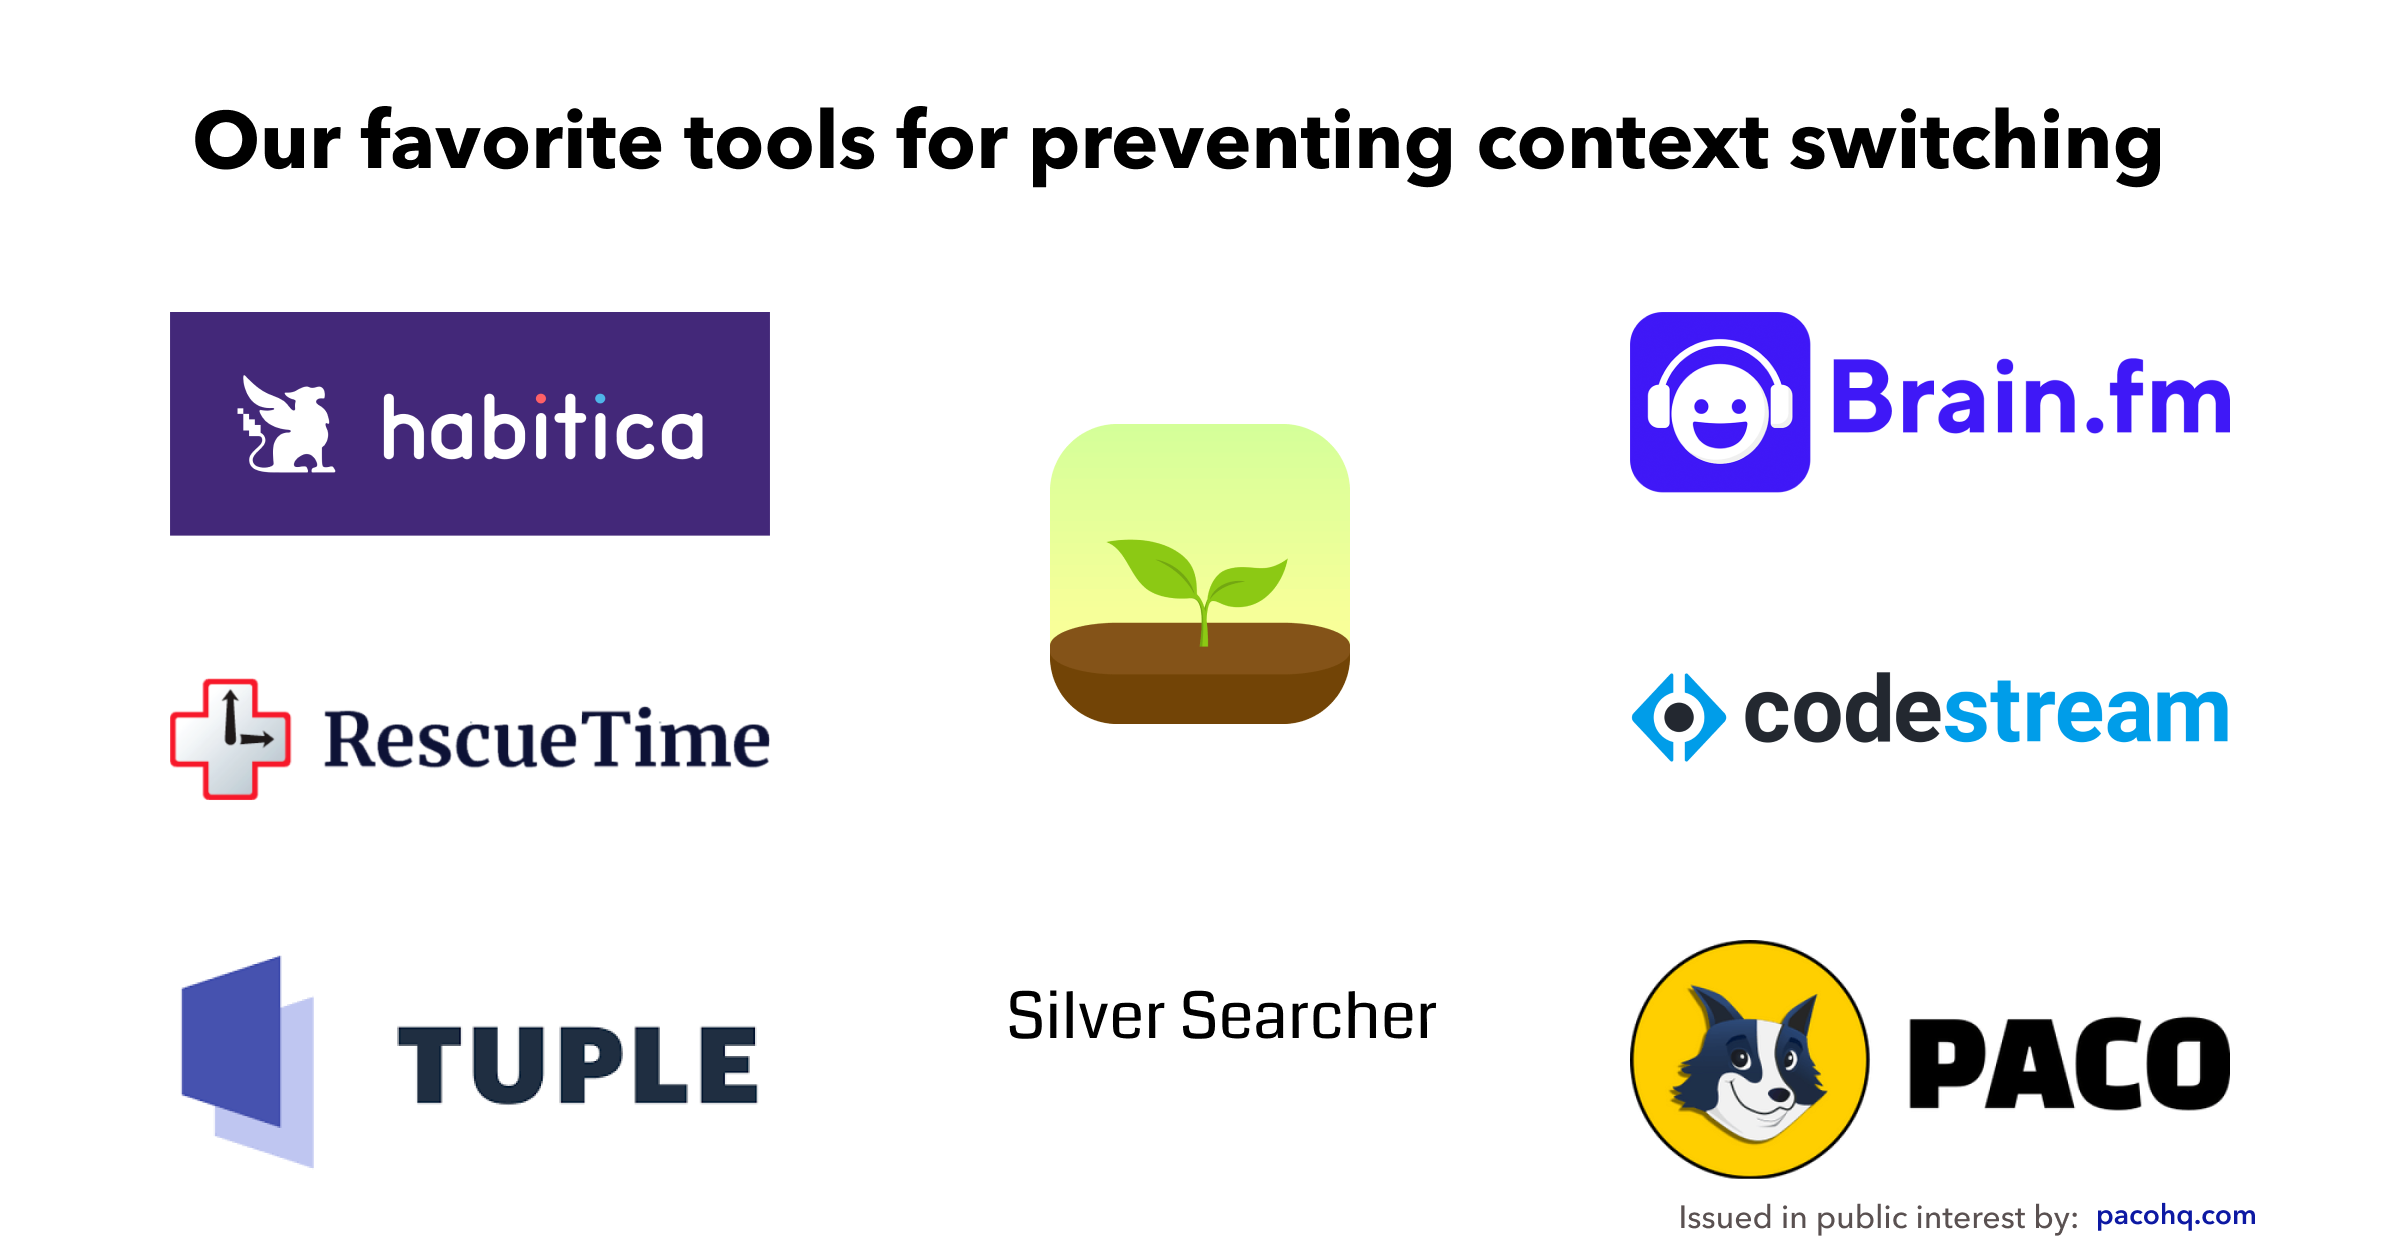 Our favorite tools for preventing context switching
habitica
Brain.fm
RescueTime
codestream
TUPLE
Silver Searcher
PACO
Issued in public interest by: pacohq.com